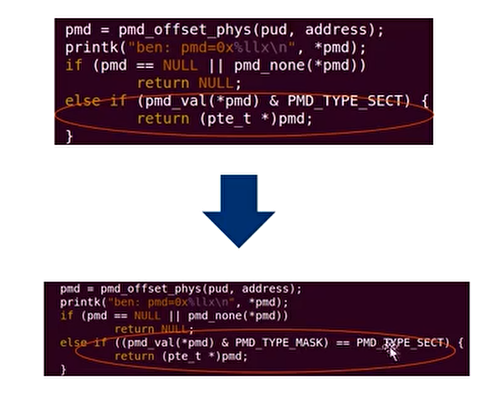 pmd = pmd_offset_phys(pud, address);
printk("ben: pmd=0x%llx\n", *pmd);
if (pmd == NULL || pmd_none(*pmd))
return NULL;
else if (pmd_val(*pmd) & PMD_TYPE_SECT) {
return (pte_t *)pmd;
}
pmd = pmd_offset_phys(pud, address);
printk("ben: pmd=0x%llx\n", *pmd);
if (pmd == NULL || pmd_none(*pmd))
return NULL;
else if ((pmd_val(*pmd) & PMD_TYPE_MASK) == PMD_TYPE_SECT) {
return (pte_t *)pmd;
}